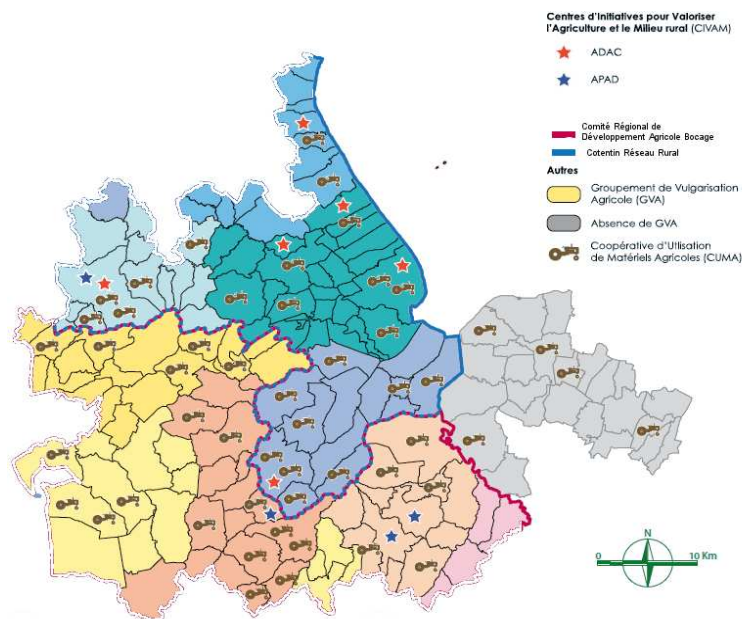 Centres d'Initiatives pour Valoriser
l'Agriculture et le Milieu rural (CIVAM)
ADAC
APAD
Comité Régional de
Développement Agricole Bocage
Cotentin Réseau Rural
Autres
Groupement de Vulgarisation
Agricole (GVA)
Absence de GVA
Coopérative d'Utlisation
de Matériels Agricoles (CUMA)
N
0 10 Km